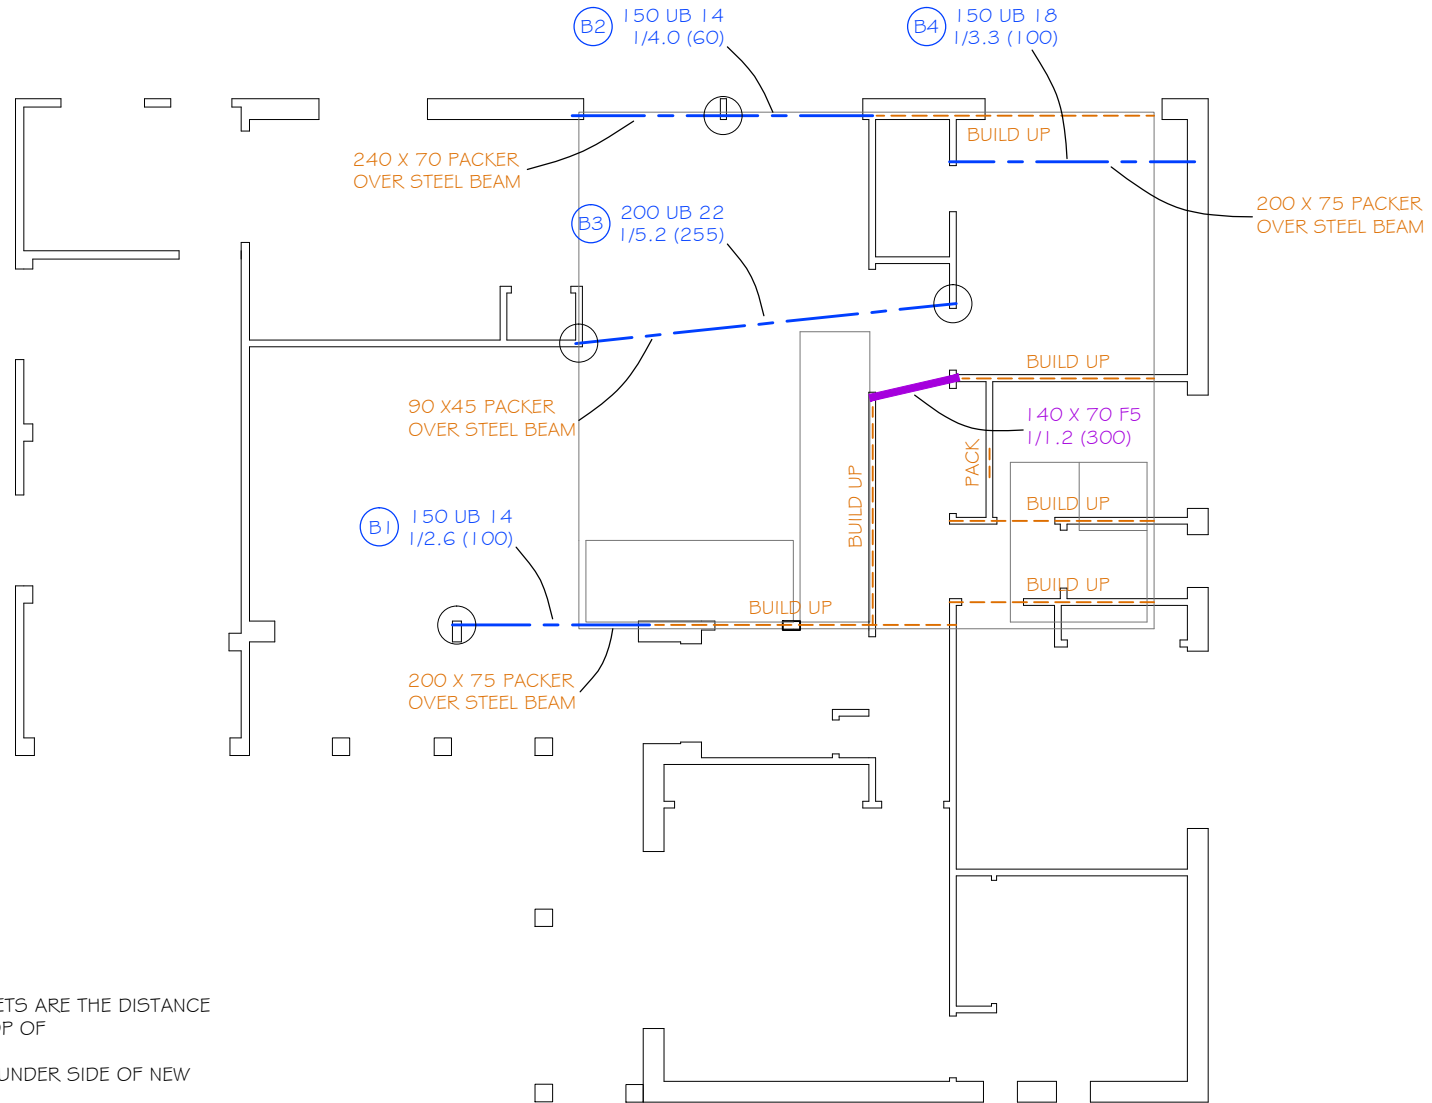 B2 150 UB 14
1/4.0 (60)
B4 150 UB 18
1/3.3 (100)
BUILD UP
240 X 70 PACKER
OVER STEEL BEAM
200 X 75 PACKER
OVER STEEL BEAM
B3 200 UB 22
1/5.2 (255)
BUILD UP
90 X45 PACKER
OVER STEEL BEAM
140 X 70 F5
1/1.2 (300)
PACK
BUILD UP
BUILD UP
B1 150 UB 14
1/2.6 (100)
BUILD UP
BUILD UP
200 X 75 PACKER
OVER STEEL BEAM
ETS ARE THE DISTANCE
OP OF
UNDER SIDE OF NEW